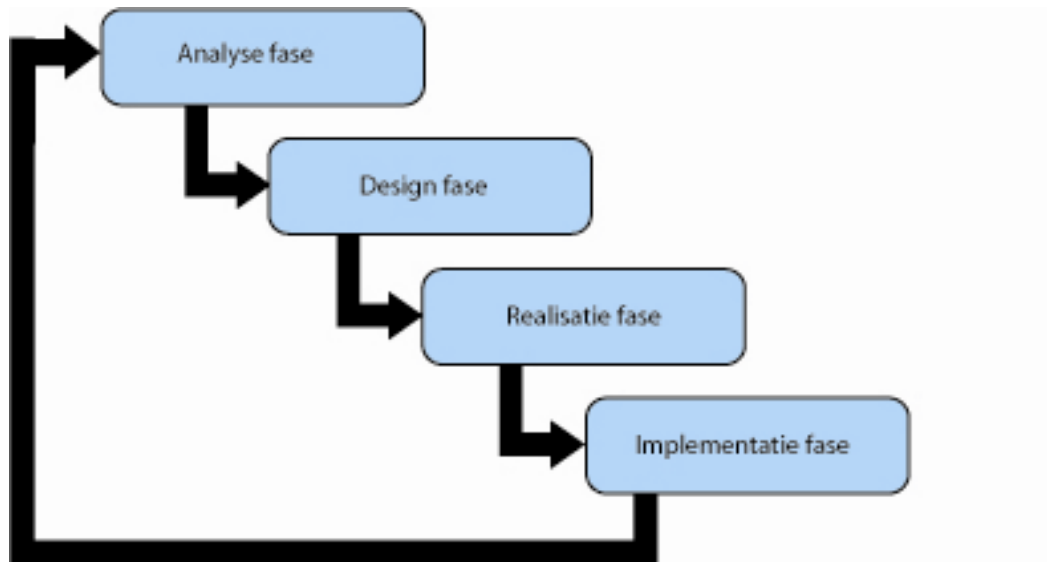 Analyse fase
Design fase
Realisatie fase
Implementatie fase